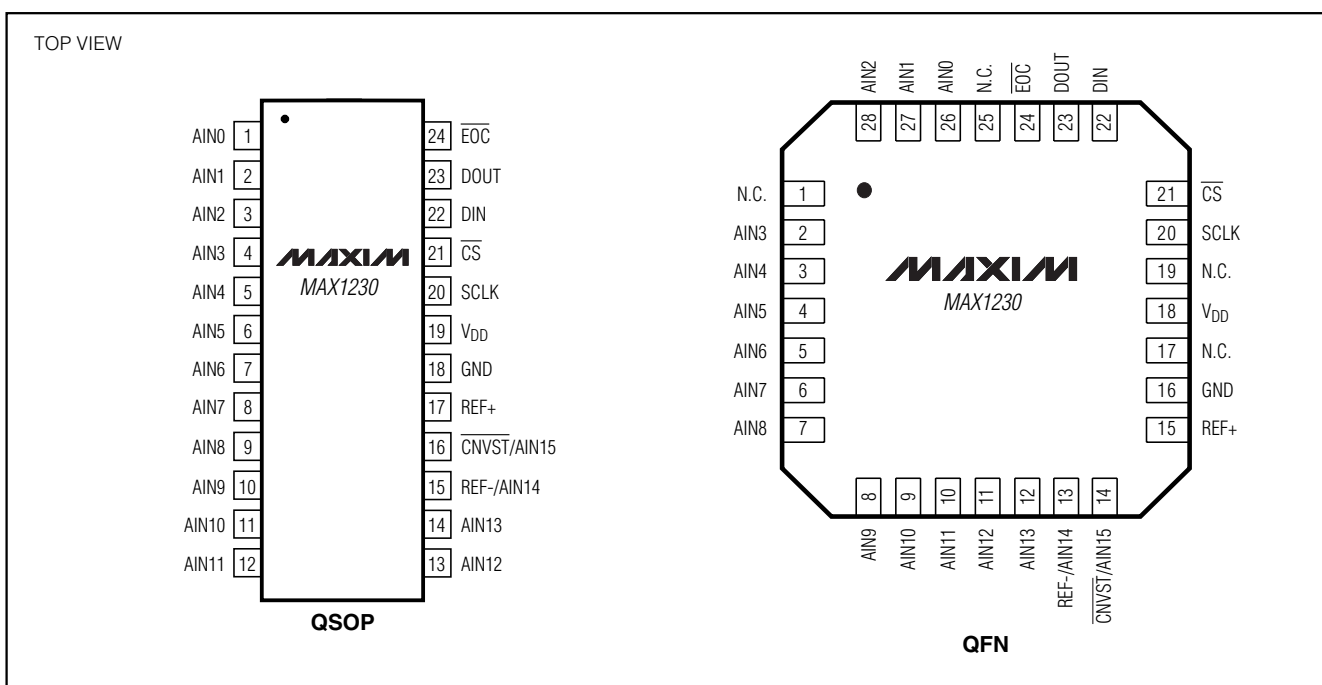 TOP VIEW
AIN0 1
AIN1 2
AIN2 3
AIN3 4
AIN4 5
AIN5 6
AIN6 7
AIN7 8
AIN8 9
AIN9 10
AIN10 11
AIN11 12
MAXIM
MAX1230
24 EOC
23 DOUT
22 DIN
21 CS
20 SCLK
19 VDD
18 GND
17 REF+
16 CNVST/AIN15
15 REF-/AIN14
14 AIN13
13 AIN12
QSOP
AIN2 AIN1 AIN0 N.C. EOC DOUT DIN
28 27 26 25 24 23 22
N.C. 1
AIN3 2
AIN4 3
AIN5 4
AIN6 5
AIN7 6
AIN8 7
MAXIM
MAX1230
21 CS
20 SCLK
19 N.C.
18 VDD
17 N.C.
16 GND
15 REF+
8 9 10 11 12 13 14
AIN9 AIN10 AIN11 AIN12 AIN13 REF-/AIN14 CNVST/AIN15
QFN